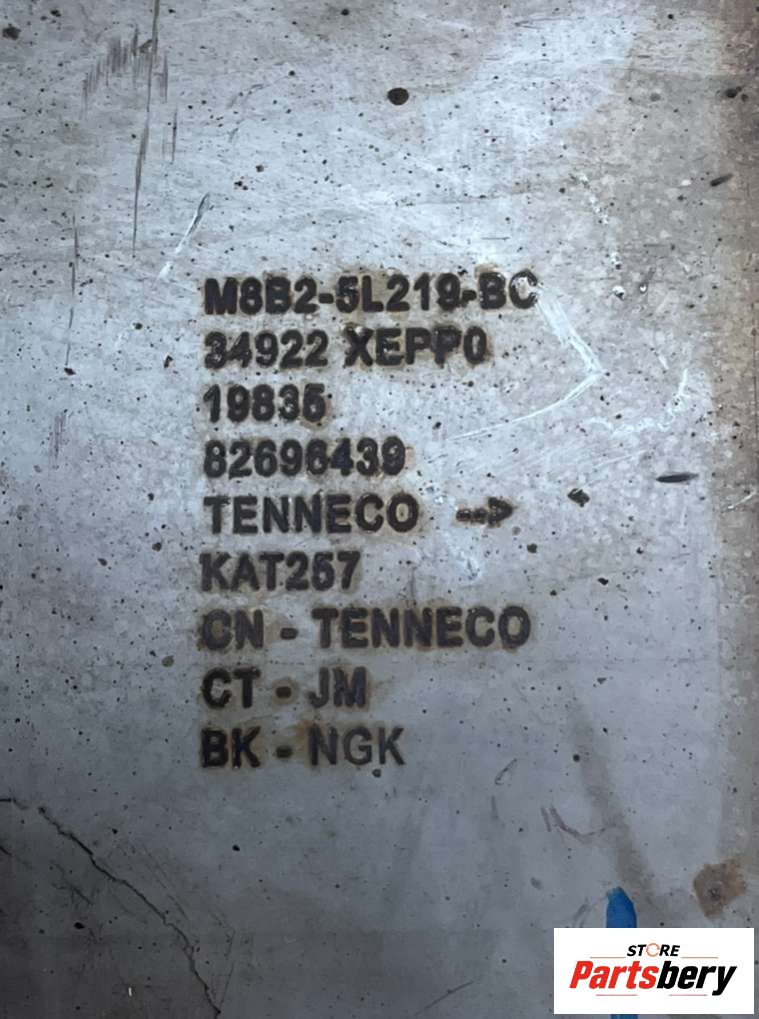 M8B2-5L219-BC
34922 XEPP0
19835
82696439
TENNECO -->
KAT257
CN - TENNECO
CT - JM
BK - NGK
STORE
Partsbery